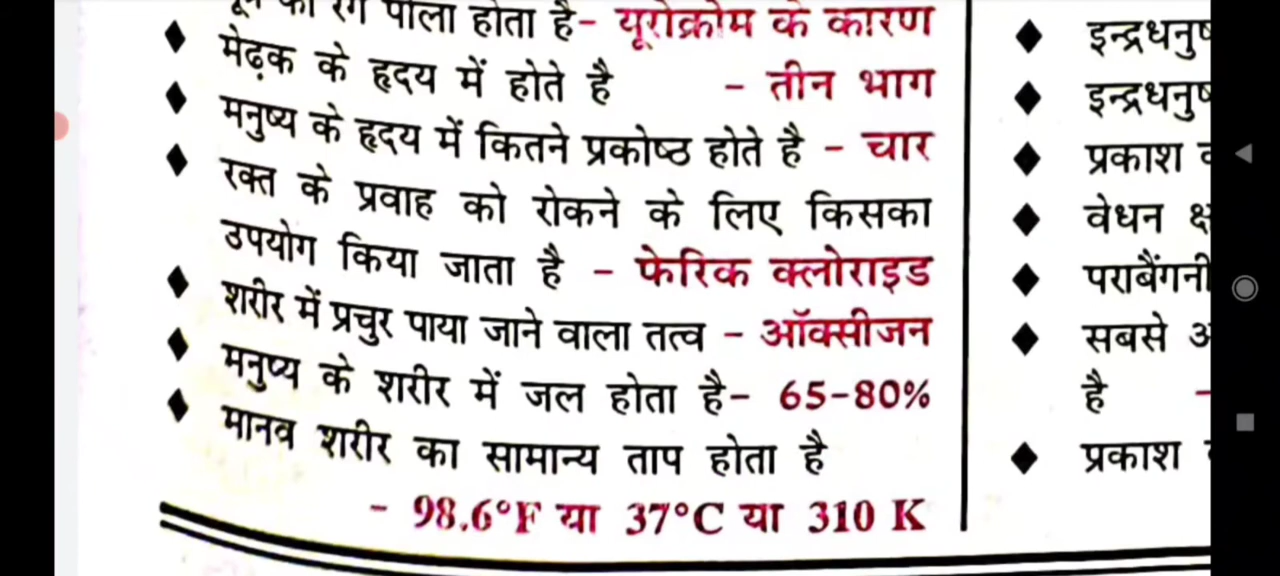 का रंग पीला होता है- यूरोक्रोम के कारण
मेढ़क के हृदय में होते है - तीन भाग
मनुष्य के हृदय में कितने प्रकोष्ठ होते है - चार
रक्त के प्रवाह को रोकने के लिए किसका
उपयोग किया जाता है - फेरिक क्लोराइड
शरीर में प्रचुर पाया जाने वाला तत्व - ऑक्सीजन
मनुष्य के शरीर में जल होता है- 65-80%
मानव शरीर का सामान्य ताप होता है
- 98.6°F या 37°C या 310 K
इन्द्रधनुष
इन्द्रधनुष
प्रकाश
वेधन
पराबैंगनी
सबसे
है -
प्रकाश